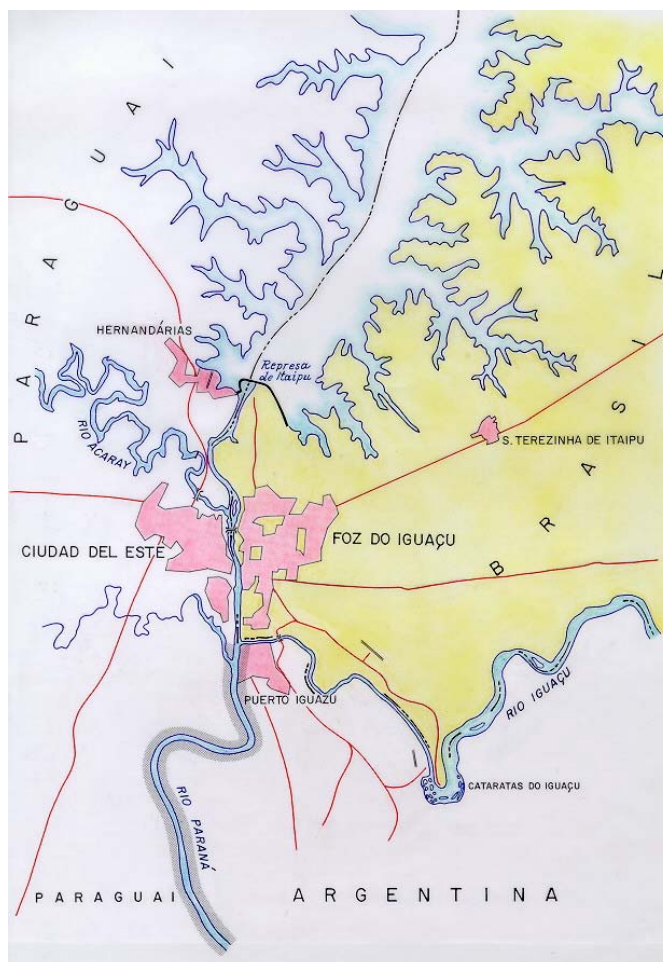 PARAGUAI
HERNANDÁRIAS
Represa
de Itaipu
RIO ACARAY
S. TEREZINHA DE ITAIPU
BRASIL
CIUDAD DEL ESTE
FOZ DO IGUAÇU
PUERTO IGUAZÚ
RIO IGUAÇU
CATARATAS DO IGUAÇU
RIO PARANÁ
PARAGUAI
ARGENTINA